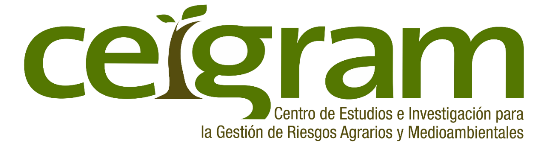 ceigram
Centro de Estudios e Investigación para
la Gestión de Riesgos Agrarios y Medioambientales